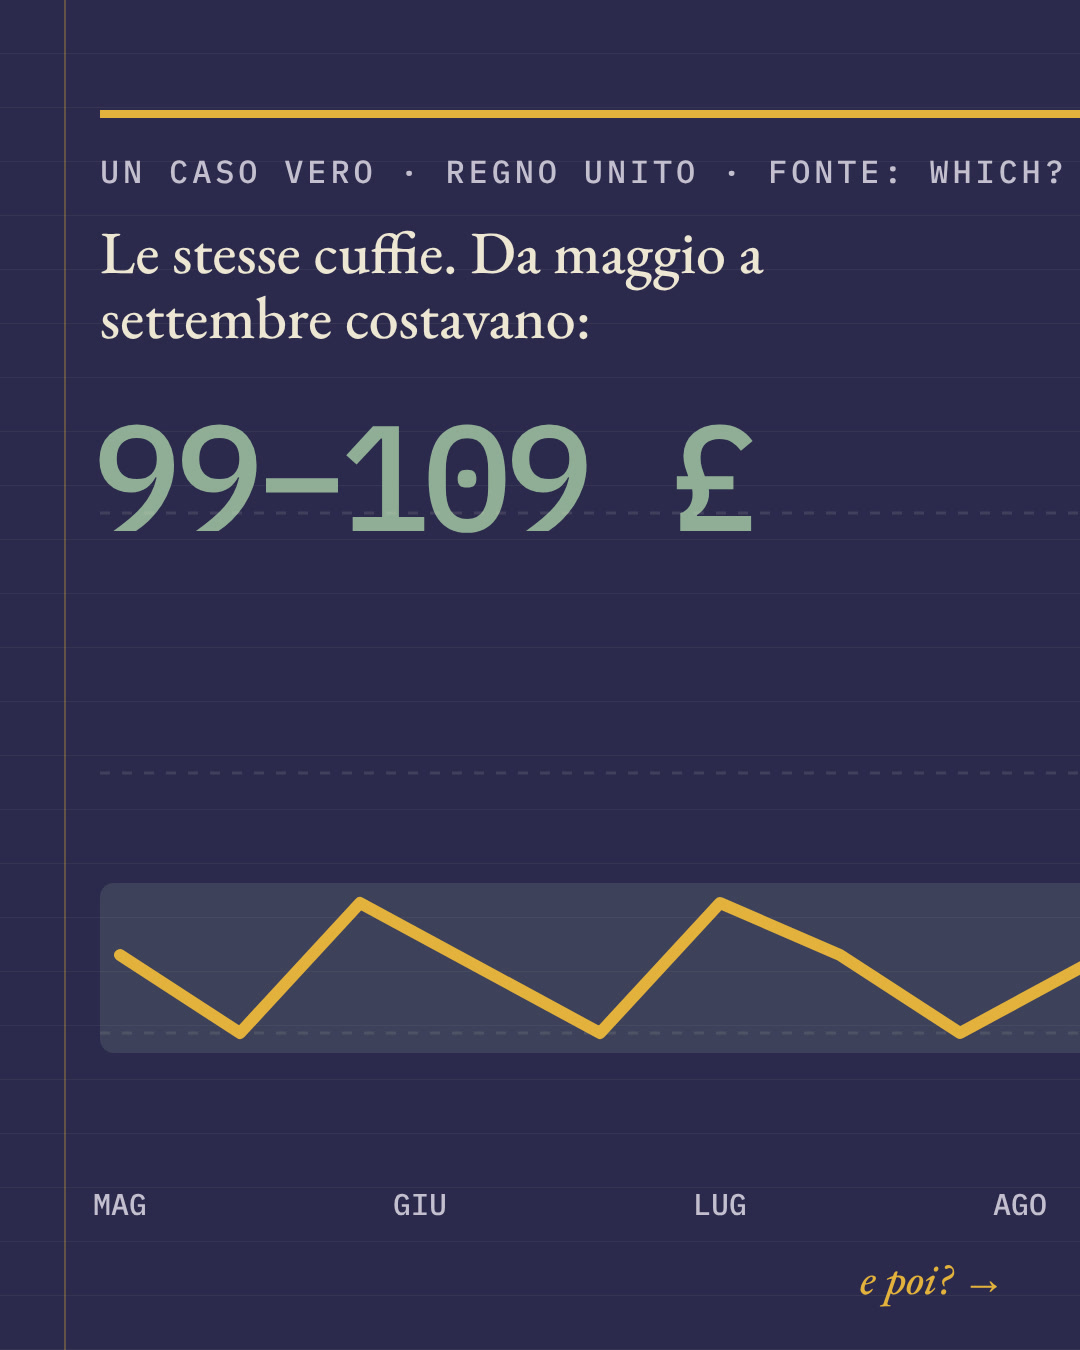 UN CASO VERO · REGNO UNITO · FONTE: WHICH?
Le stesse cuffie. Da maggio a
settembre costavano:
99–109 £
MAG GIU LUG AGO
e poi? →